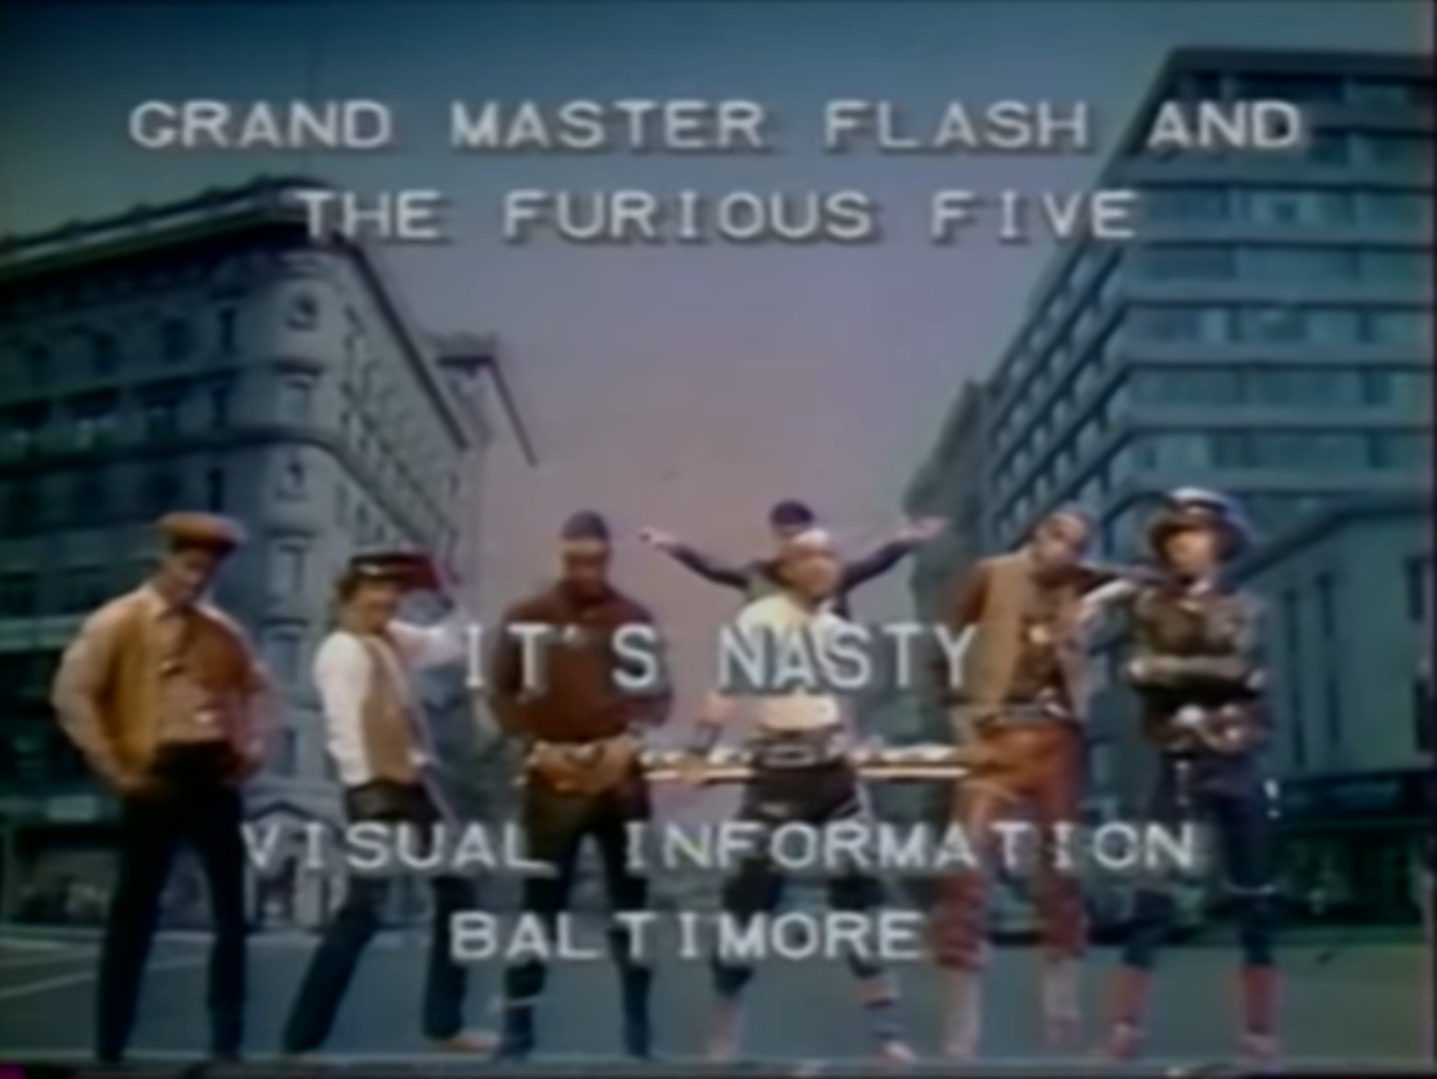 GRAND MASTER FLASH AND
THE FURIOUS FIVE
IT'S NASTY
VISUAL INFORMATION
BALTIMORE